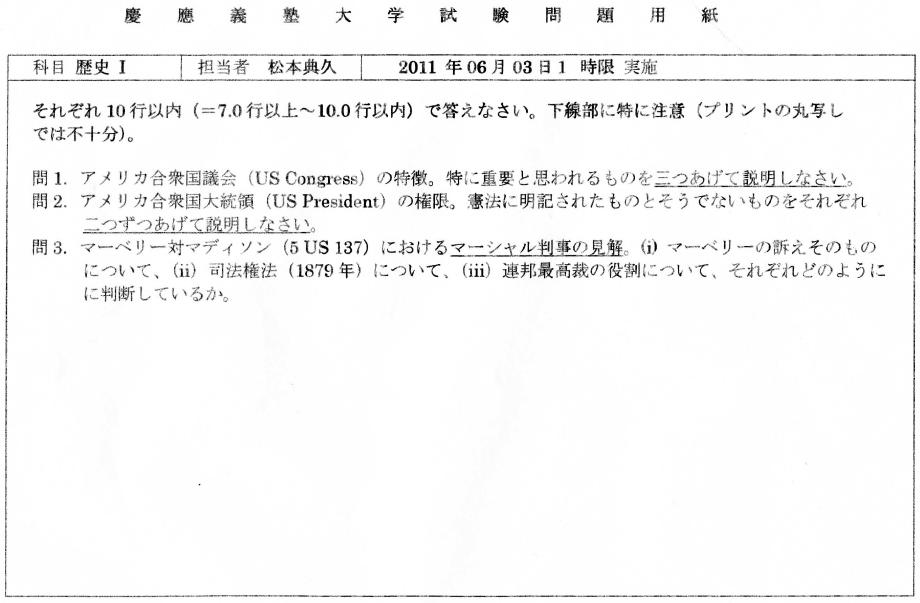 慶應義塾大学試験問題用紙
科目 歴史 I 担当者 松本典久 2011 年 06 月 03 日 1 時限 実施
それぞれ 10 行以内（＝7.0 行以上～10.0 行以内）で答えなさい。下線部に特に注意（プリントの丸写し
では不十分）。
問 1. アメリカ合衆国議会（US Congress）の特徴。特に重要と思われるものを三つあげて説明しなさい。
問 2. アメリカ合衆国大統領（US President）の権限。憲法に明記されたものとそうでないものをそれぞれ
二つずつあげて説明しなさい。
問 3. マーベリー対マディソン（5 US 137）におけるマーシャル判事の見解。(i) マーベリーの訴えそのもの
について、(ii) 司法権法（1879 年）について、(iii) 連邦最高裁の役割について、それぞれどのように
に判断しているか。